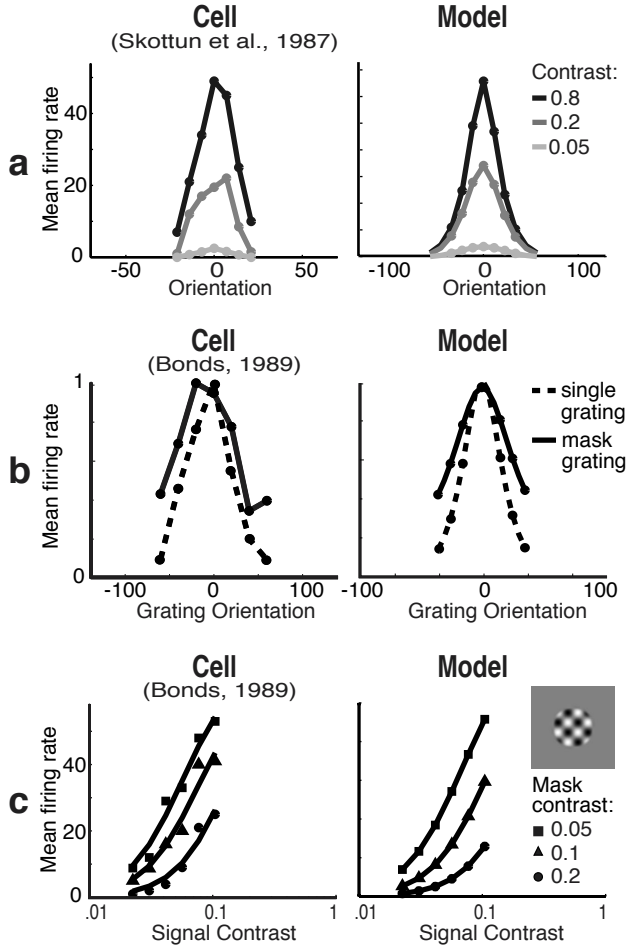 Cell
Model
(Skottun et al., 1987)
a
Mean firing rate
40
20
0
-50
0
50
Orientation
-100
0
100
Orientation
Contrast:
0.8
0.2
0.05
Cell
Model
(Bonds, 1989)
b
Mean firing rate
1
0
-100
0
100
Grating Orientation
-100
0
100
Grating Orientation
single
grating
mask
grating
Cell
Model
(Bonds, 1989)
c
Mean firing rate
40
20
0
.01
0.1
1
Signal Contrast
.01
0.1
1
Signal Contrast
Mask
contrast:
0.05
0.1
0.2